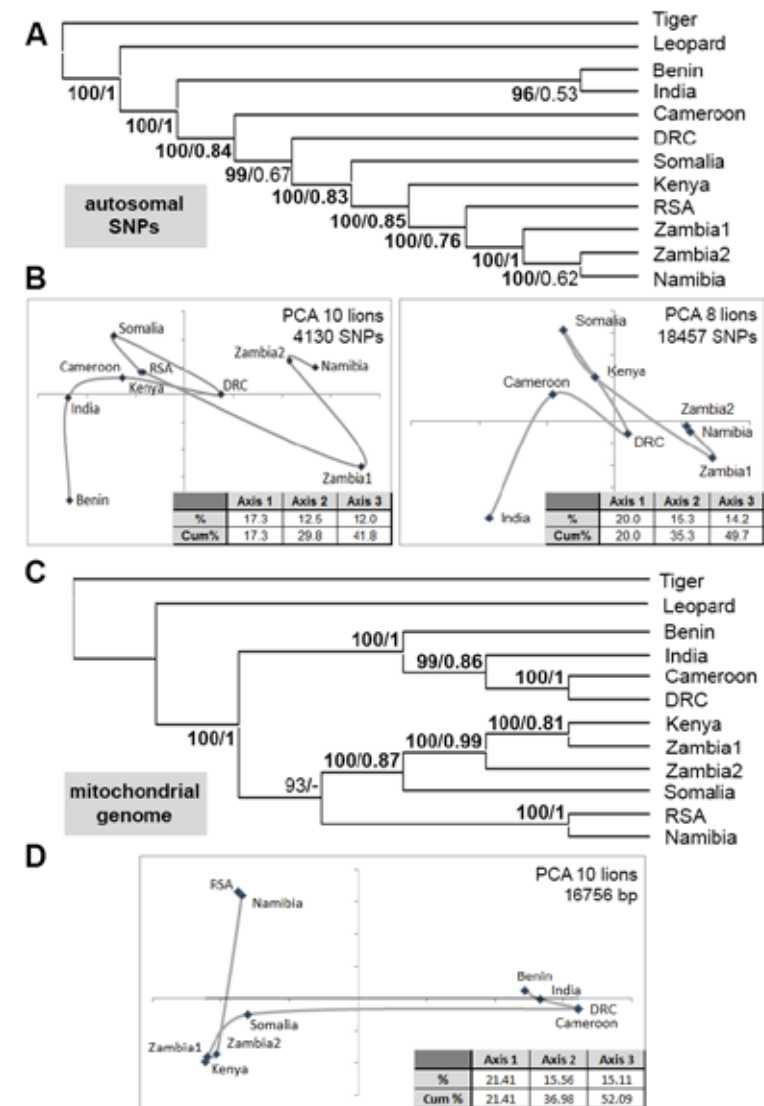 A
Tiger
Leopard
Benin
India
Cameroon
DRC
Somalia
Kenya
RSA
Zambia1
Zambia2
Namibia
100/1
100/1
96/0.53
100/0.84
99/0.67
100/0.83
100/0.85
100/0.76
100/1
100/0.62
autosomal
SNPs
B
PCA 10 lions
4130 SNPs
Somalia
Zambia2
Namibia
Cameroon
RSA
Kenya
DRC
India
Zambia1
Benin
Axis 1 Axis 2 Axis 3
% 17.3 12.5 12.0
Cum% 17.3 29.8 41.8
PCA 8 lions
18457 SNPs
Somalia
Kenya
Cameroon
Zambia2
Namibia
DRC
Zambia1
India
Axis 1 Axis 2 Axis 3
% 20.0 15.3 14.2
Cum% 20.0 35.3 49.7
C
Tiger
Leopard
Benin
India
Cameroon
DRC
Kenya
Zambia1
Zambia2
Somalia
RSA
Namibia
100/1
99/0.86
100/1
100/0.81
100/0.99
100/0.87
100/1
93/-
100/1
mitochondrial
genome
D
PCA 10 lions
16756 bp
RSA
Namibia
Benin
India
DRC
Cameroon
Somalia
Zambia1
Zambia2
Kenya
Axis 1 Axis 2 Axis 3
% 21.41 15.56 15.11
Cum % 21.41 36.98 52.09